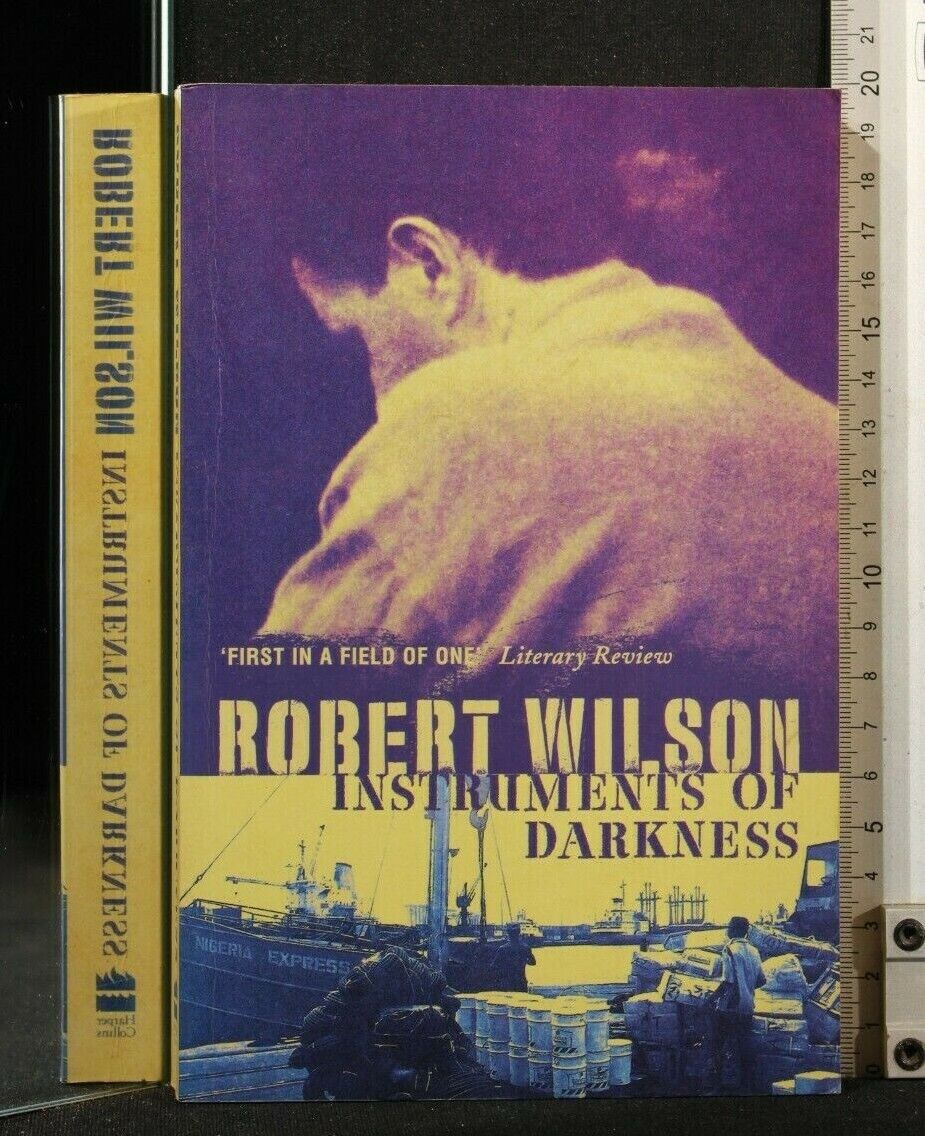 ROBERT WILSON INSTRUMENTS OF DARKNESS
Harper
Collins
'FIRST IN A FIELD OF ONE' Literary Review
ROBERT WILSON
INSTRUMENTS OF
DARKNESS
NIGERIA EXPRESS
21
20
19
18
17
16
15
14
13
12
11
10
9
8
7
6
5
4
3
2
1
0